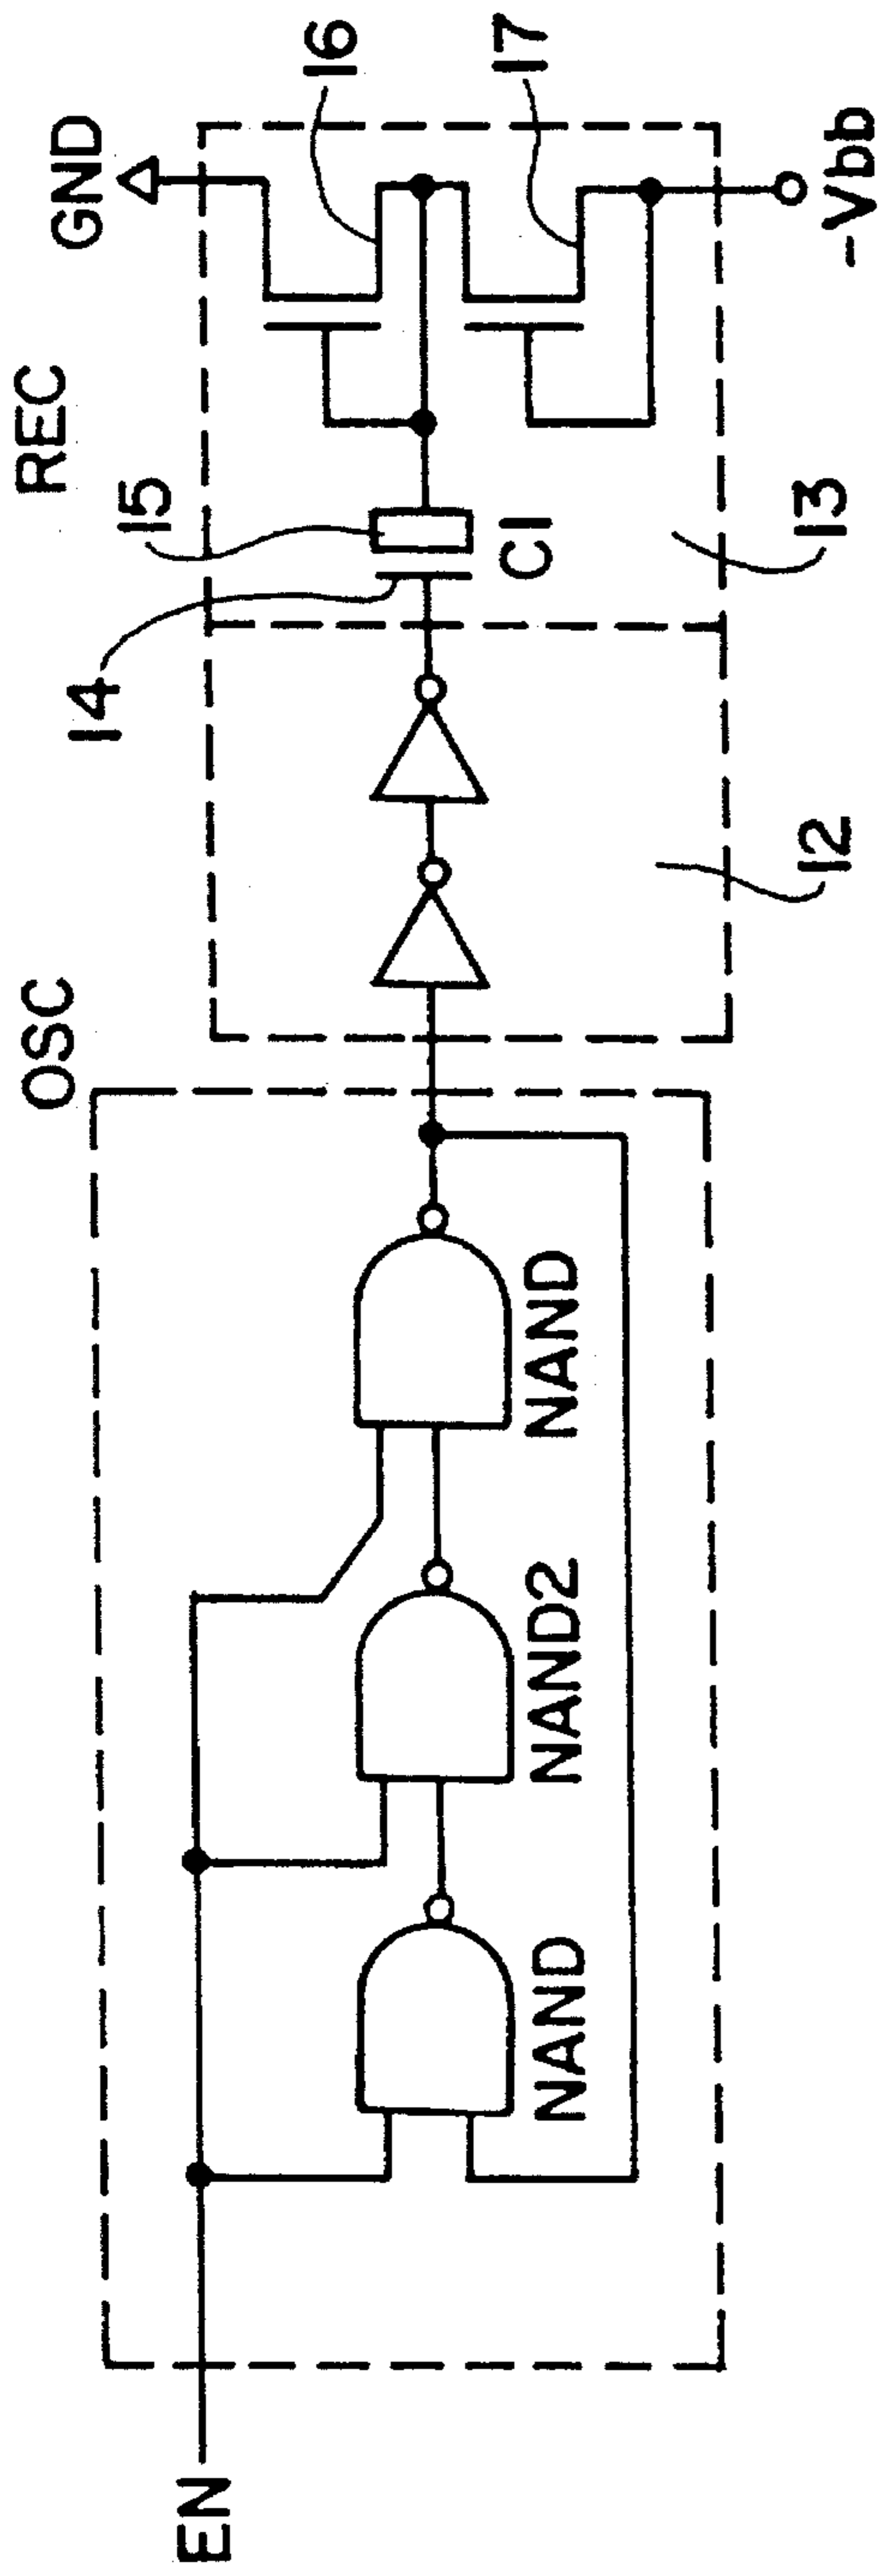 OSC
REC
GND
14
15
16
17
C1
EN
NAND
NAND2
NAND
12
13
-Vbb